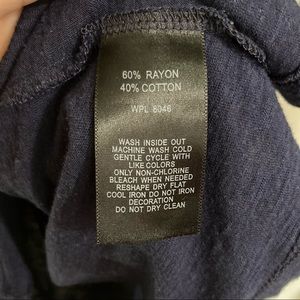 60% RAYON
40% COTTON
WPL 8046
WASH INSIDE OUT
MACHINE WASH COLD
GENTLE CYCLE WITH
LIKE COLORS
ONLY NON-CHLORINE
BLEACH WHEN NEEDED
RESHAPE DRY FLAT
COOL IRON DO NOT IRON
DECORATION
DO NOT DRY CLEAN